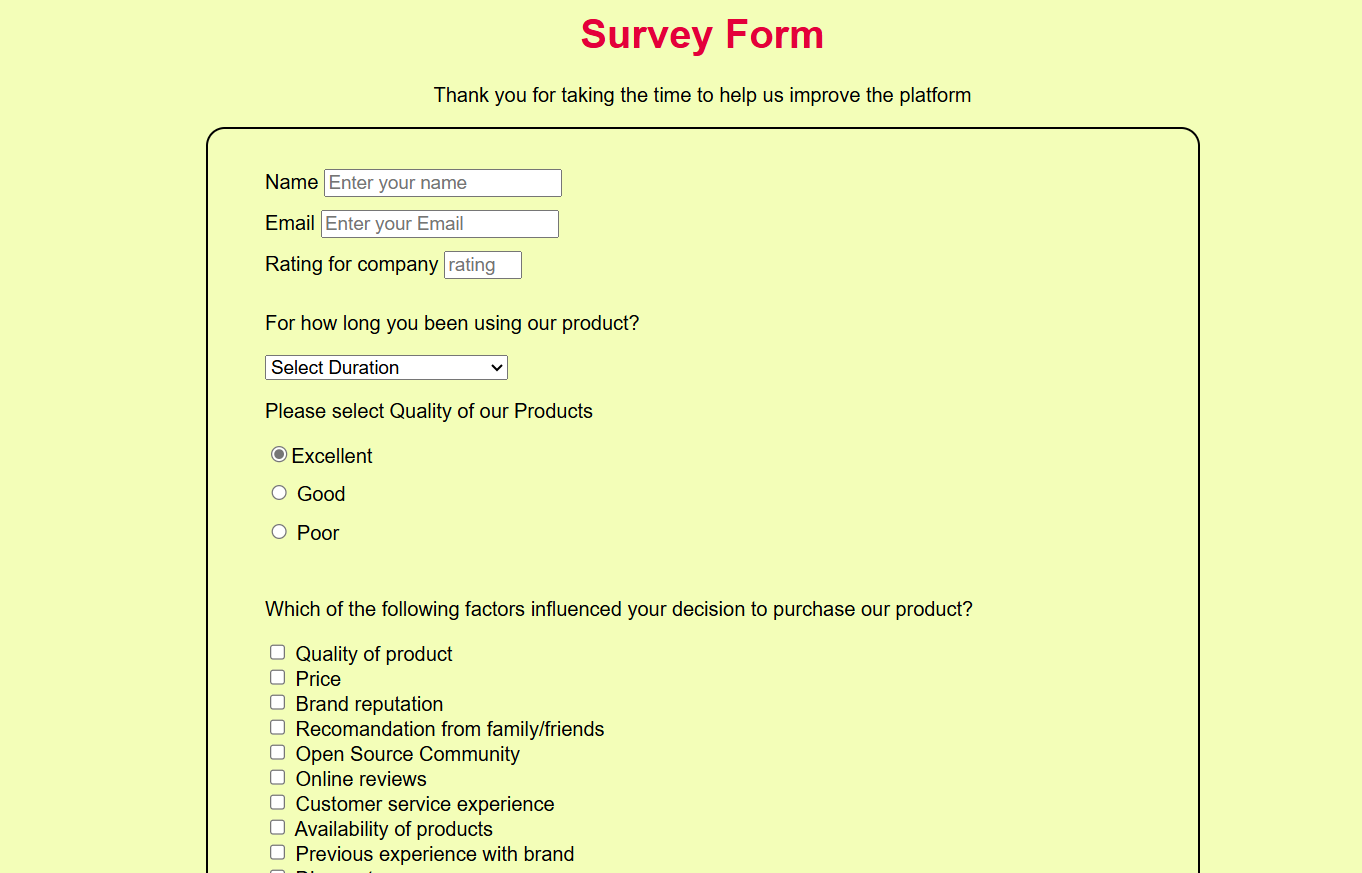 Survey Form
Thank you for taking the time to help us improve the platform
Name Enter your name
Email Enter your Email
Rating for company rating
For how long you been using our product?
Select Duration
Please select Quality of our Products
Excellent
Good
Poor
Which of the following factors influenced your decision to purchase our product?
Quality of product
Price
Brand reputation
Recomandation from family/friends
Open Source Community
Online reviews
Customer service experience
Availability of products
Previous experience with brand